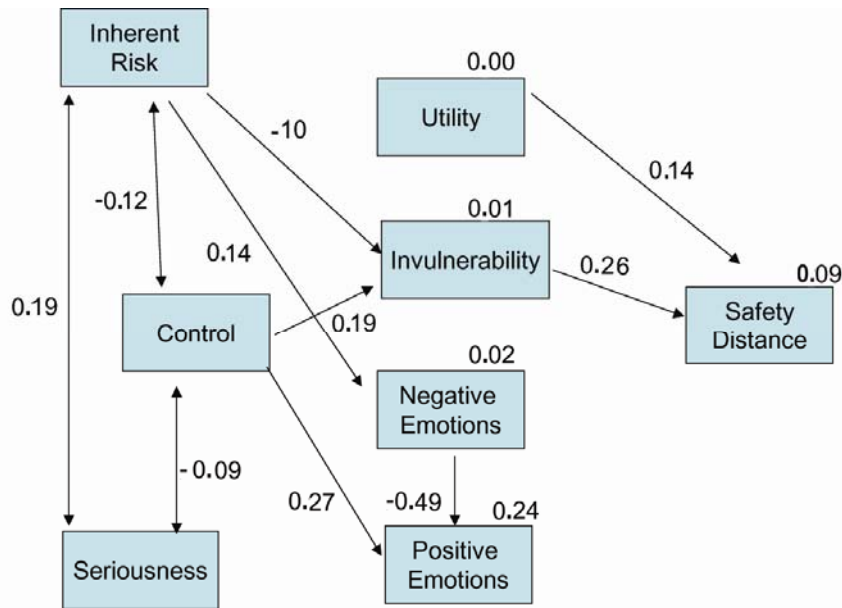 Inherent
Risk
0.00
Utility
-10
0.14
-0.12
0.01
Invulnerability
0.14
0.26
0.09
0.19
Control
0.19
Safety
Distance
0.02
Negative
Emotions
- 0.09
0.27
-0.49
0.24
Seriousness
Positive
Emotions